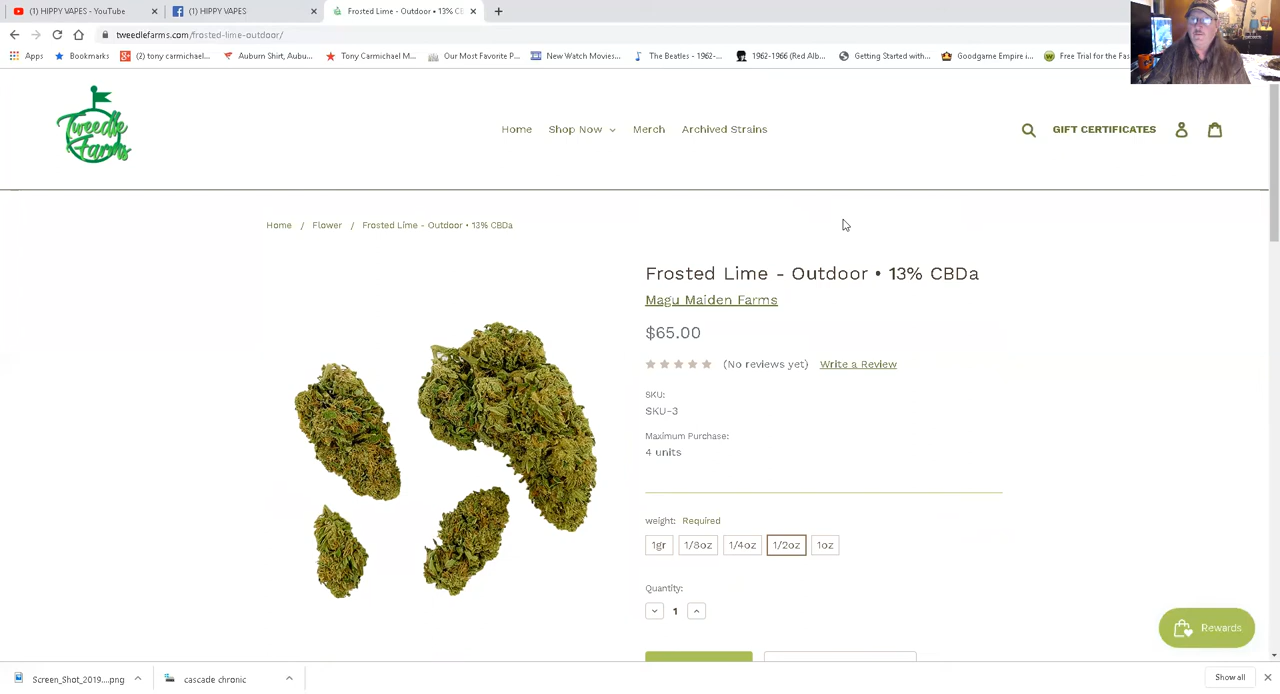 (1) HIPPY VAPES - YouTube
(1) HIPPY VAPES
Frosted Lime - Outdoor • 13% CB
tweedlefarms.com/frosted-lime-outdoor/
Apps
Bookmarks
(2) tony carmichael...
Auburn Shirt, Aubu...
Tony Carmichael M...
Our Most Favorite P...
New Watch Movies...
The Beatles - 1962-...
1962-1966 (Red Alb...
Getting Started with...
Goodgame Empire i...
Free Trial for the Fas
Tweedle
Farms
Home
Shop Now
Merch
Archived Strains
GIFT CERTIFICATES
Home / Flower / Frosted Lime - Outdoor • 13% CBDa
Frosted Lime - Outdoor • 13% CBDa
Magu Maiden Farms
$65.00
(No reviews yet) Write a Review
SKU:
SKU-3
Maximum Purchase:
4 units
weight: Required
1gr 1/8oz 1/4oz 1/2oz 1oz
Quantity:
1
Rewards
Screen_Shot_2019....png
cascade chronic
Show all